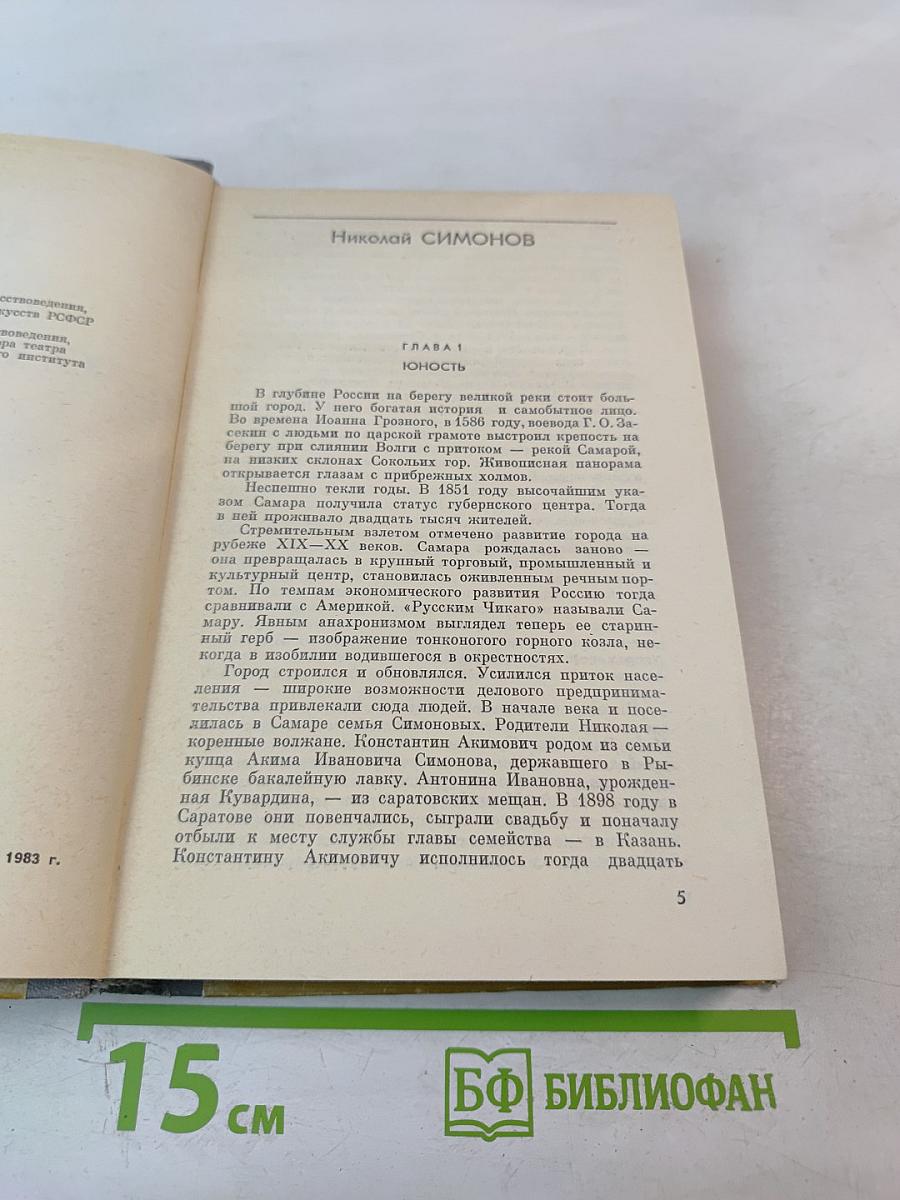 сствоведения,
кусств РСФСР
твоведения,
ера театра
го института
1983 г.
Николай СИМОНОВ
ГЛАВА 1
ЮНОСТЬ
В глубине России на берегу великой реки стоит боль-
шой город. У него богатая история и самобытное лицо.
Во времена Иоанна Грозного, в 1586 году, воевода Г. О. За-
секин с людьми по царской грамоте выстроил крепость на
берегу при слиянии Волги с притоком — рекой Самарой,
на низких склонах Сокольих гор. Живописная панорама
открывается глазам с прибрежных холмов.
Неспешно текли годы. В 1851 году высочайшим ука-
зом Самара получила статус губернского центра. Тогда
в ней проживало двадцать тысяч жителей.
Стремительным взлетом отмечено развитие города на
рубеже XIX—XX веков. Самара рождалась заново —
она превращалась в крупный торговый, промышленный и
культурный центр, становилась оживленным речным пор-
том. По темпам экономического развития Россию тогда
сравнивали с Америкой. «Русским Чикаго» называли Са-
мару. Явным анахронизмом выглядел теперь ее старин-
ный герб — изображение тонконогого горного козла, не-
когда в изобилии водившегося в окрестностях.
Город строился и обновлялся. Усилился приток насе-
ления — широкие возможности делового предпринима-
тельства привлекали сюда людей. В начале века и посе-
лилась в Самаре семья Симоновых. Родители Николая —
коренные волжане. Константин Акимович родом из семьи
купца Акима Ивановича Симонова, державшего в Ры-
бинске бакалейную лавку. Антонина Ивановна, урожден-
ная Кувардина, — из саратовских мещан. В 1898 году в
Саратове они повенчались, сыграли свадьбу и поначалу
отбыли к месту службы главы семейства — в Казань.
Константину Акимовичу исполнилось тогда двадцать
5
15 см
БФ БИБЛИОФАН